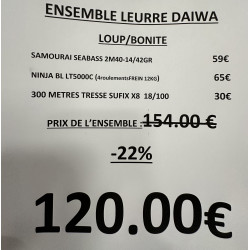 ENSEMBLE LEURRE DAIWA
LOUP/BONITE
SAMOURAI SEABASS 2M40-14/42GR 59€
NINJA BL LT5000C (4roulementsFREIN 12KG) 65€
300 METRES TRESSE SUFIX X8 18/100 30€
PRIX DE L'ENSEMBLE : 154.00€
-22%
120.00€